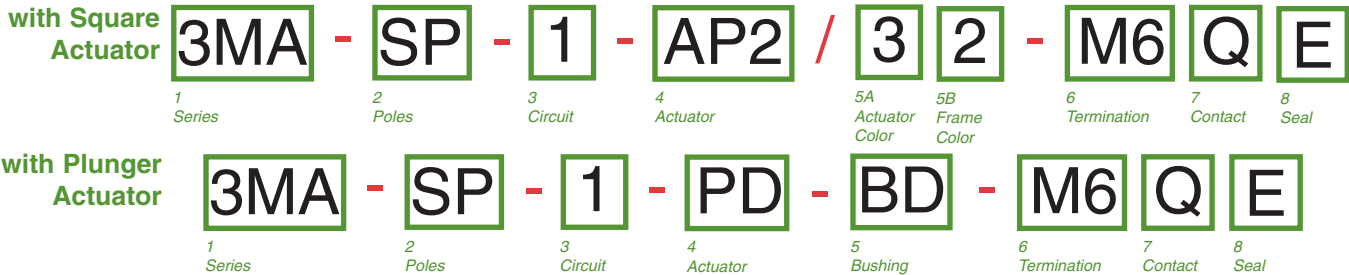 with Square
Actuator
3MA - SP - 1 - AP2 / 3 2 - M6 Q E
1 2 3 4 5A 5B 6 7 8
Series Poles Circuit Actuator Actuator Frame Termination Contact Seal
Color Color
with Plunger
Actuator
3MA - SP - 1 - PD - BD - M6 Q E
1 2 3 4 5 6 7 8
Series Poles Circuit Actuator Bushing Termination Contact Seal